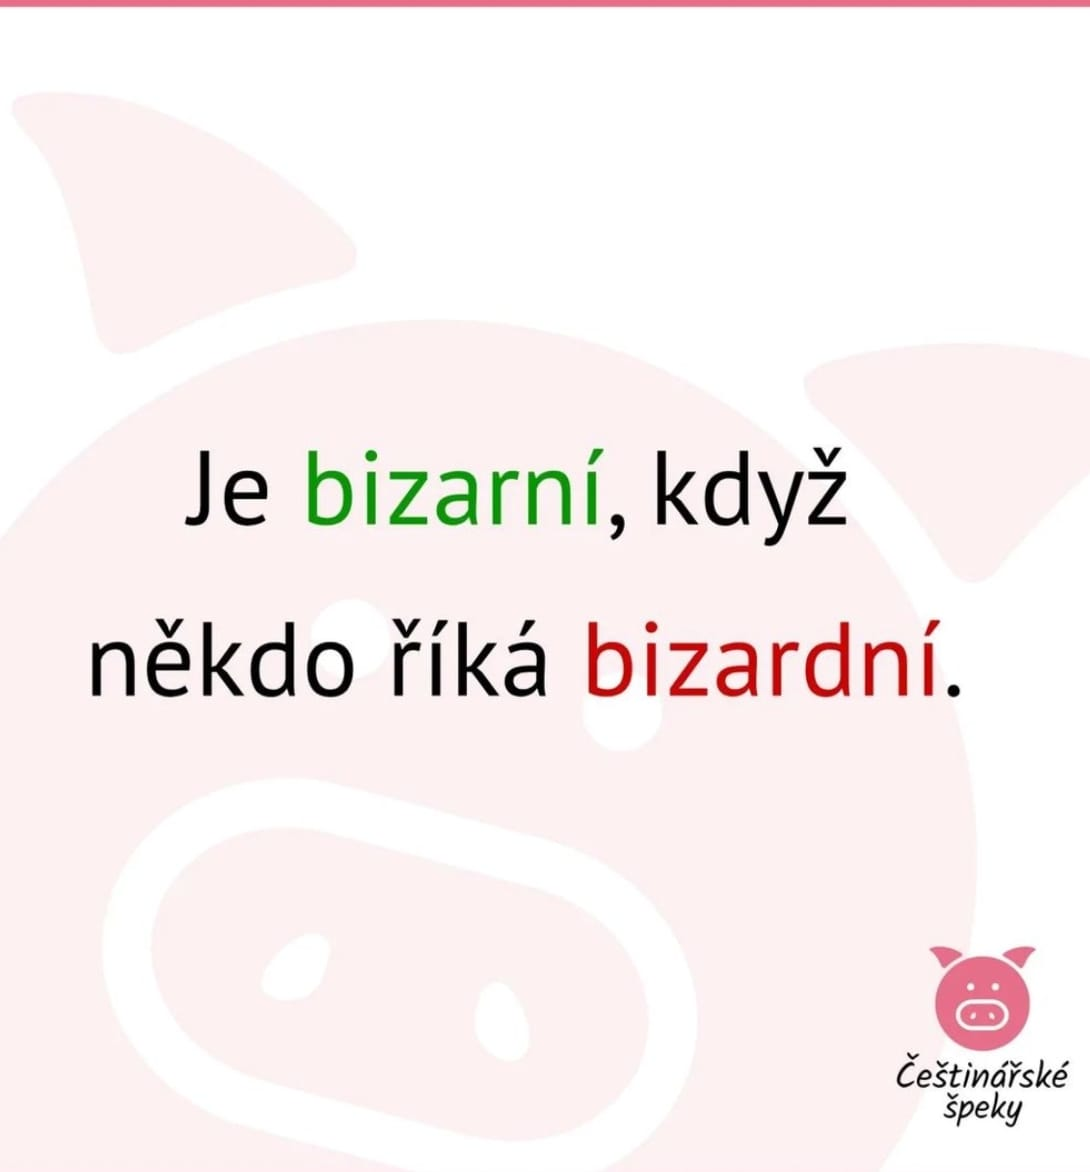 Je bizarní, když
někdo říká bizardní.
Češtinářské
špeky